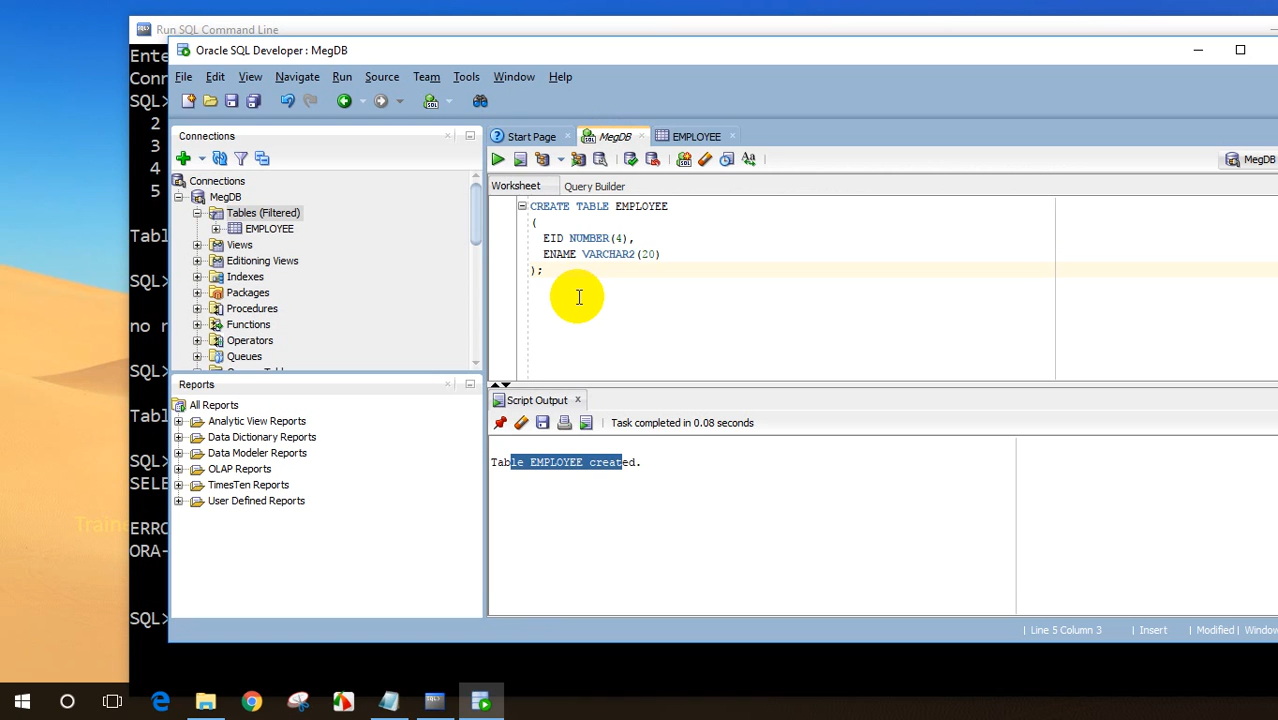 Run SQL Command Line
Oracle SQL Developer : MegDB
Ente
Conn
SQL>
2
3
4
5
Tabl
SQL>
no r
SQL>
Tabl
SQL>
SELE
ERRO
ORA-
SQL>
Traine
File Edit View Navigate Run Source Team Tools Window Help
Connections
Connections
MegDB
Tables (Filtered)
EMPLOYEE
Views
Editioning Views
Indexes
Packages
Procedures
Functions
Operators
Queues
Reports
All Reports
Analytic View Reports
Data Dictionary Reports
Data Modeler Reports
OLAP Reports
TimesTen Reports
User Defined Reports
Start Page MegDB EMPLOYEE
MegDB
Worksheet Query Builder
CREATE TABLE EMPLOYEE
(
EID NUMBER(4),
ENAME VARCHAR2(20)
);
Script Output
Task completed in 0.08 seconds
Table EMPLOYEE created.
Line 5 Column 3 Insert Modified Window